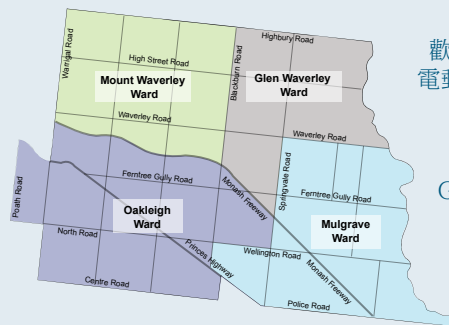 Highbury Road
歡
Warrigal Road
High Street Road
Blackburn Road
Mount Waverley
Ward
Glen Waverley
Ward
Waverley Road
Waverley Road
Springvale Road
Ferntree Gully Road
Monash Freeway
Ferntree Gully Road
Poath Road
Oakleigh
Ward
Mulgrave
Ward
North Road
Princes Highway
Wellington Road
Monash Freeway
Centre Road
Police Road
G